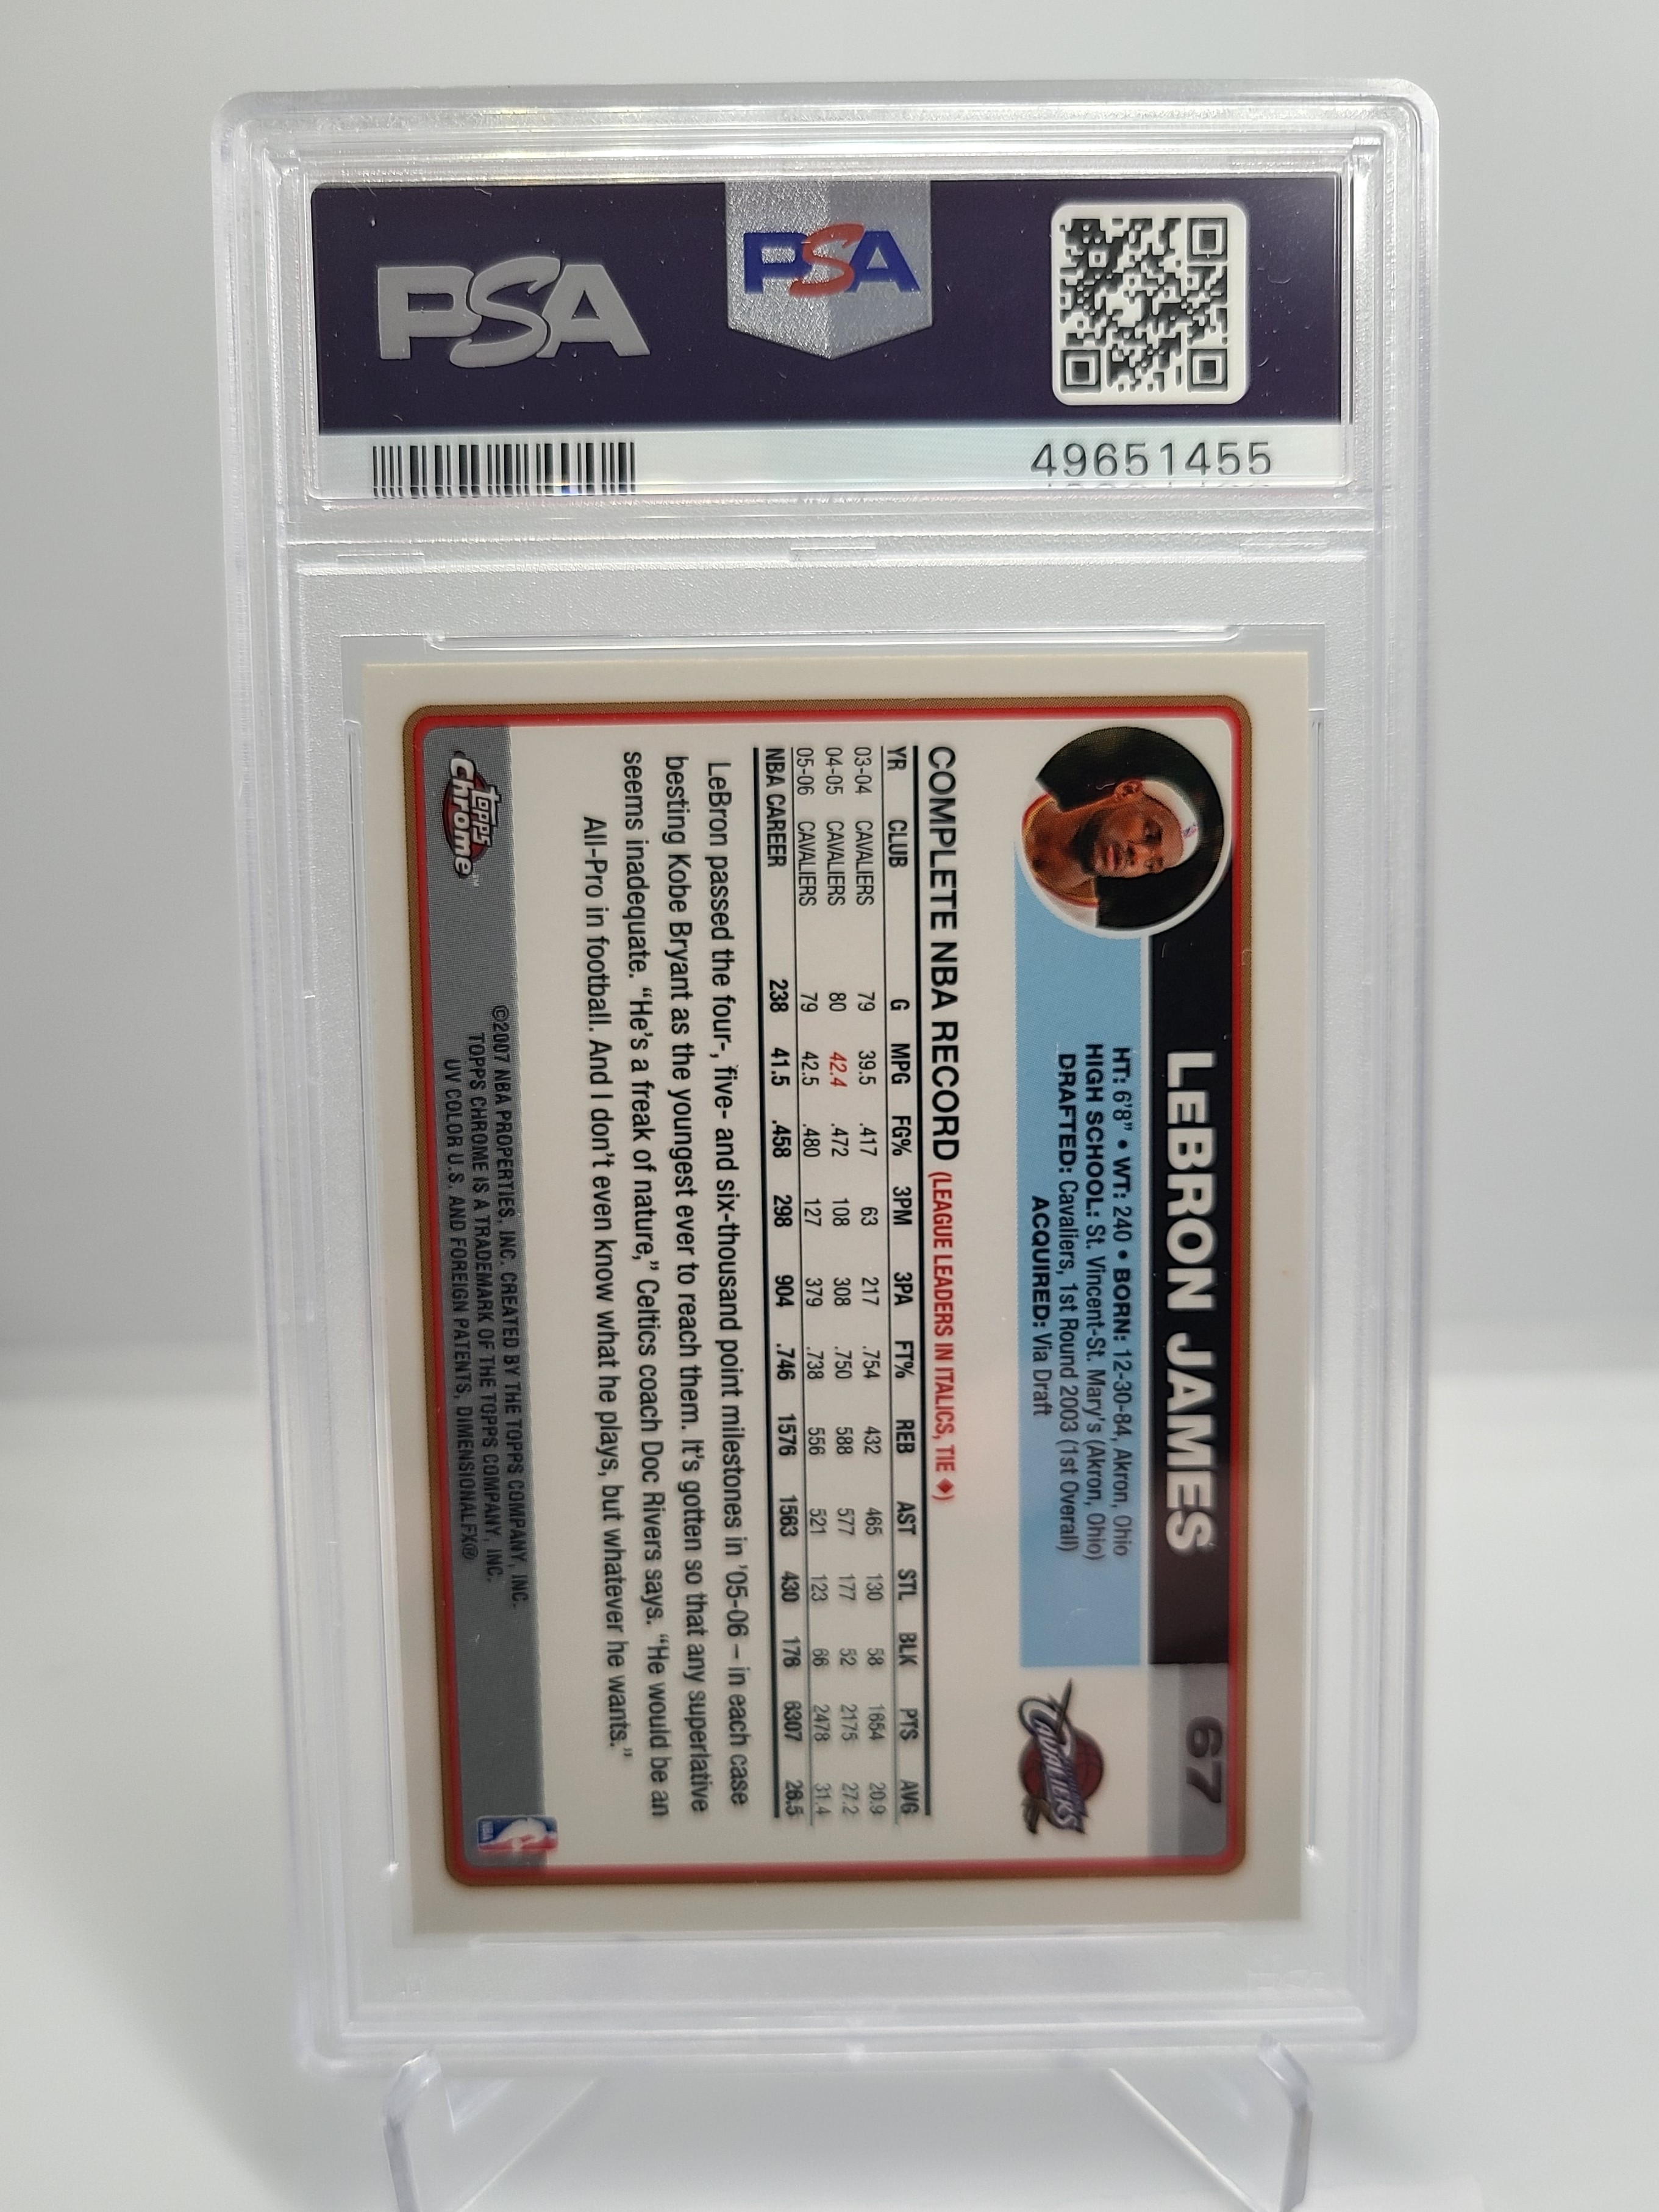 PSA
PSA
49651455
67
LEBRON JAMES
HT: 6'8" • WT: 240 • BORN: 12-30-84, Akron, Ohio
HIGH SCHOOL: St. Vincent-St. Mary's (Akron, Ohio)
DRAFTED: Cavaliers, 1st Round 2003 (1st Overall)
ACQUIRED: Via Draft
CAVALIERS
COMPLETE NBA RECORD (LEAGUE LEADERS IN ITALICS, TIE ♦)
YR CLUB G MPG FG% 3PM 3PA FT% REB AST STL BLK PTS AVG
03-04 CAVALIERS 79 39.5 .417 63 217 .754 432 465 130 58 1654 20.9
04-05 CAVALIERS 80 42.4 .472 108 308 .750 588 577 177 52 2175 27.2
05-06 CAVALIERS 79 42.5 .480 127 379 .738 556 521 123 66 2478 31.4
NBA CAREER 238 41.5 .458 298 904 .746 1576 1563 430 176 6307 26.5
LeBron passed the four-, five- and six-thousand point milestones in '05-06 – in each case
besting Kobe Bryant as the youngest ever to reach them. It's gotten so that any superlative
seems inadequate. "He's a freak of nature," Celtics coach Doc Rivers says. "He would be an
All-Pro in football. And I don't even know what he plays, but whatever he wants."
topps
Chrome™
©2007 NBA PROPERTIES, INC. CREATED BY THE TOPPS COMPANY, INC.
TOPPS CHROME IS A TRADEMARK OF THE TOPPS COMPANY, INC.
UV COLOR U.S. AND FOREIGN PATENTS, DIMENSIONALFX®
NBA